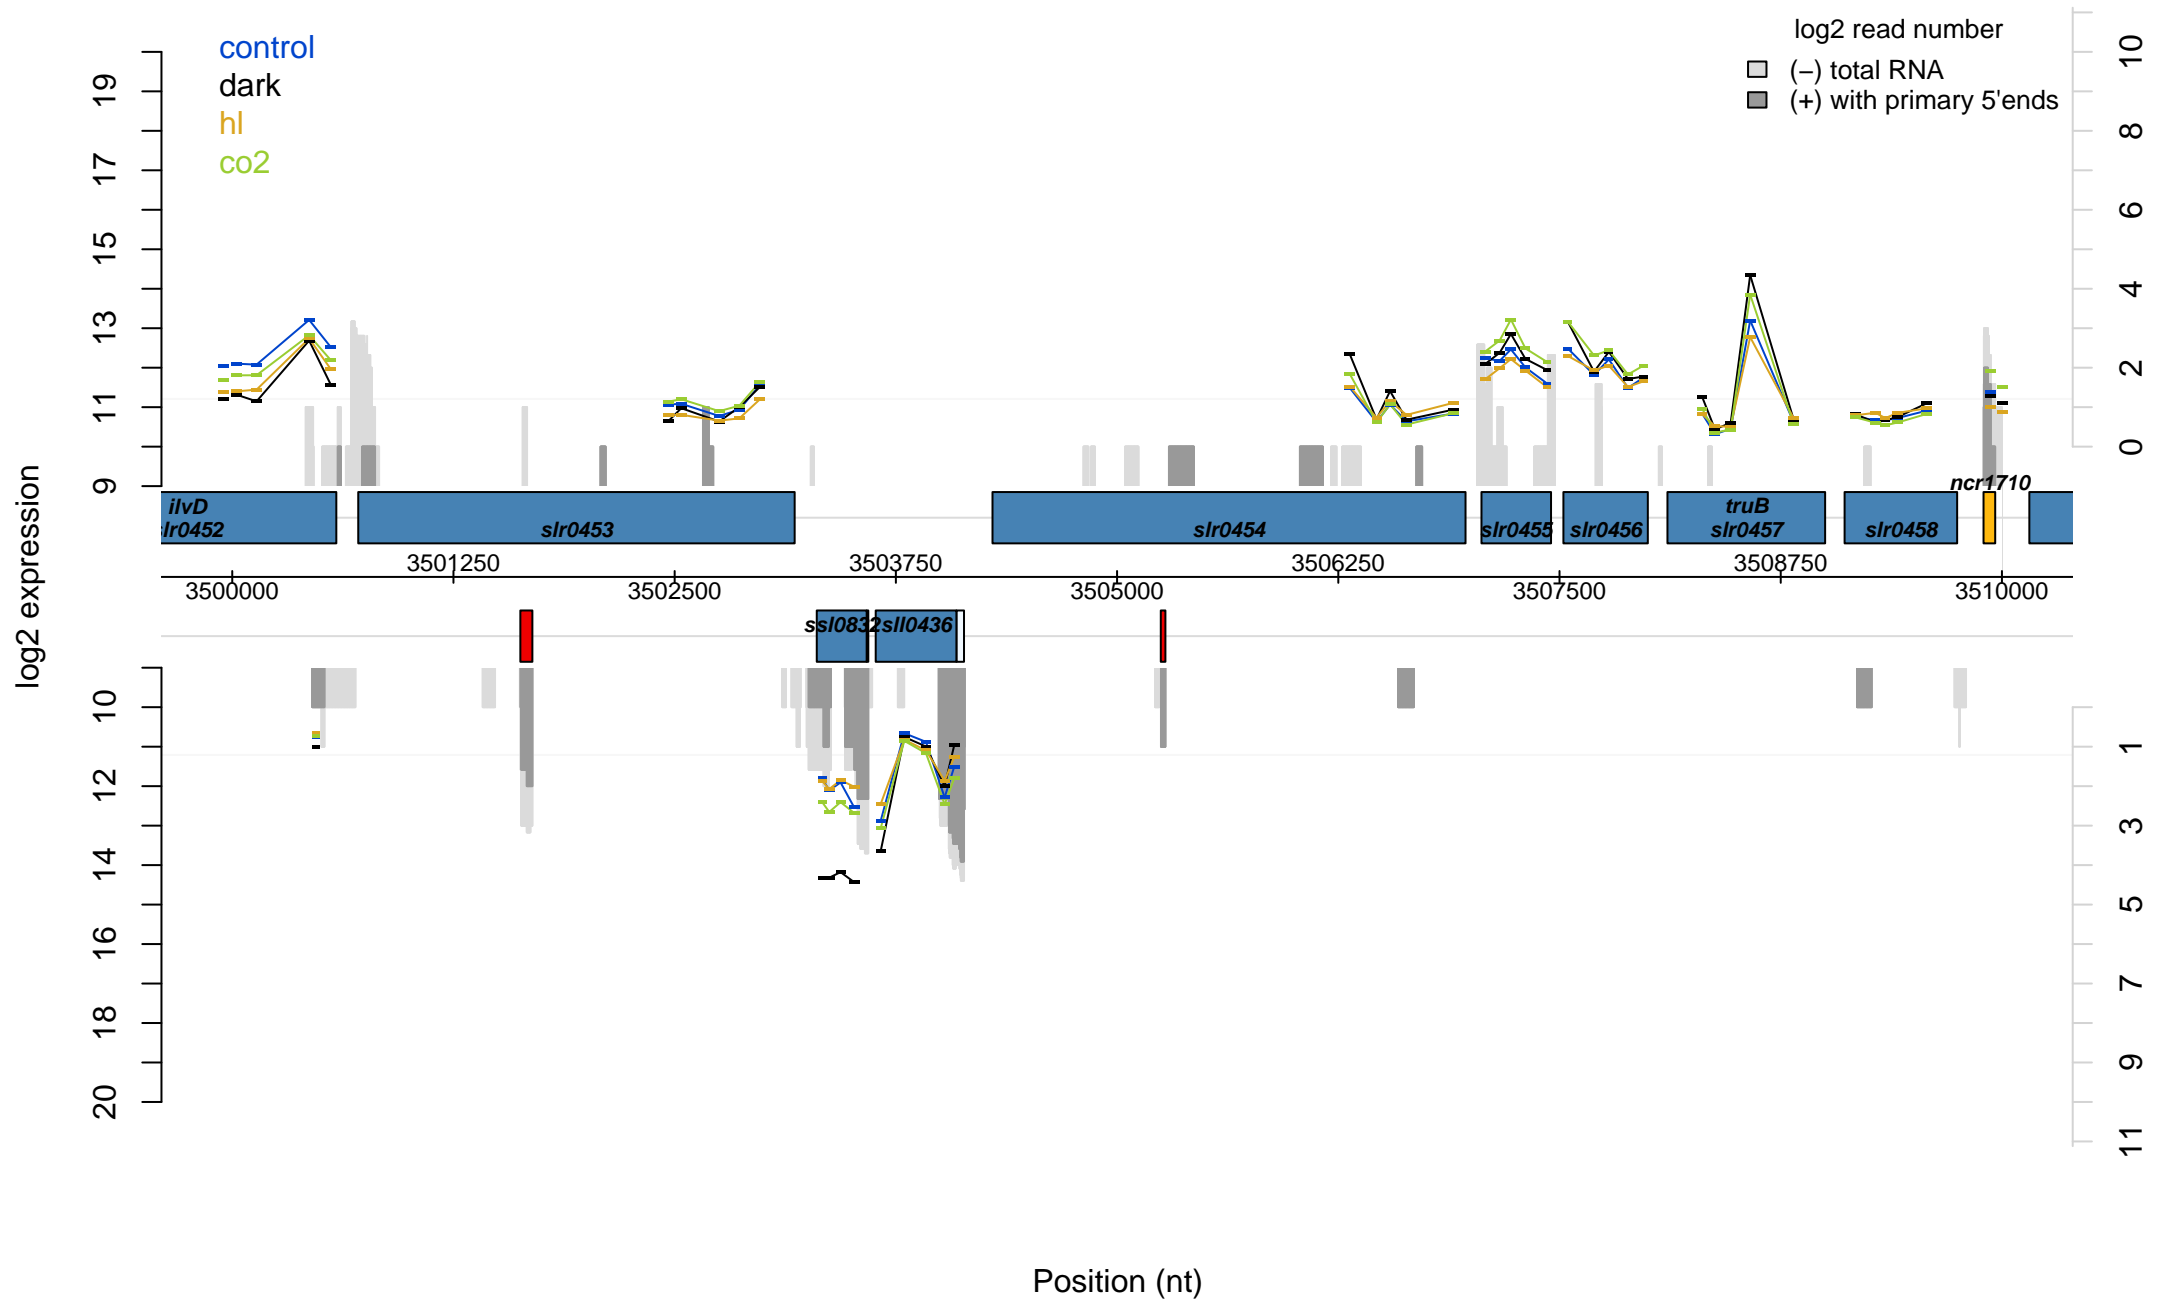 control
dark
hl
co2
log2 read number
(−) total RNA
(+) with primary 5'ends
19
17
15
13
11
9
10
8
6
4
2
0
log2 expression
ncr1710
ilvD
slr0452
slr0453
slr0454
slr0455
slr0456
truB
slr0457
slr0458
3501250
3503750
3506250
3508750
3500000
3502500
3505000
3507500
3510000
ssl0832
sll0436
10
12
14
16
18
20
1
3
5
7
9
11
Position (nt)